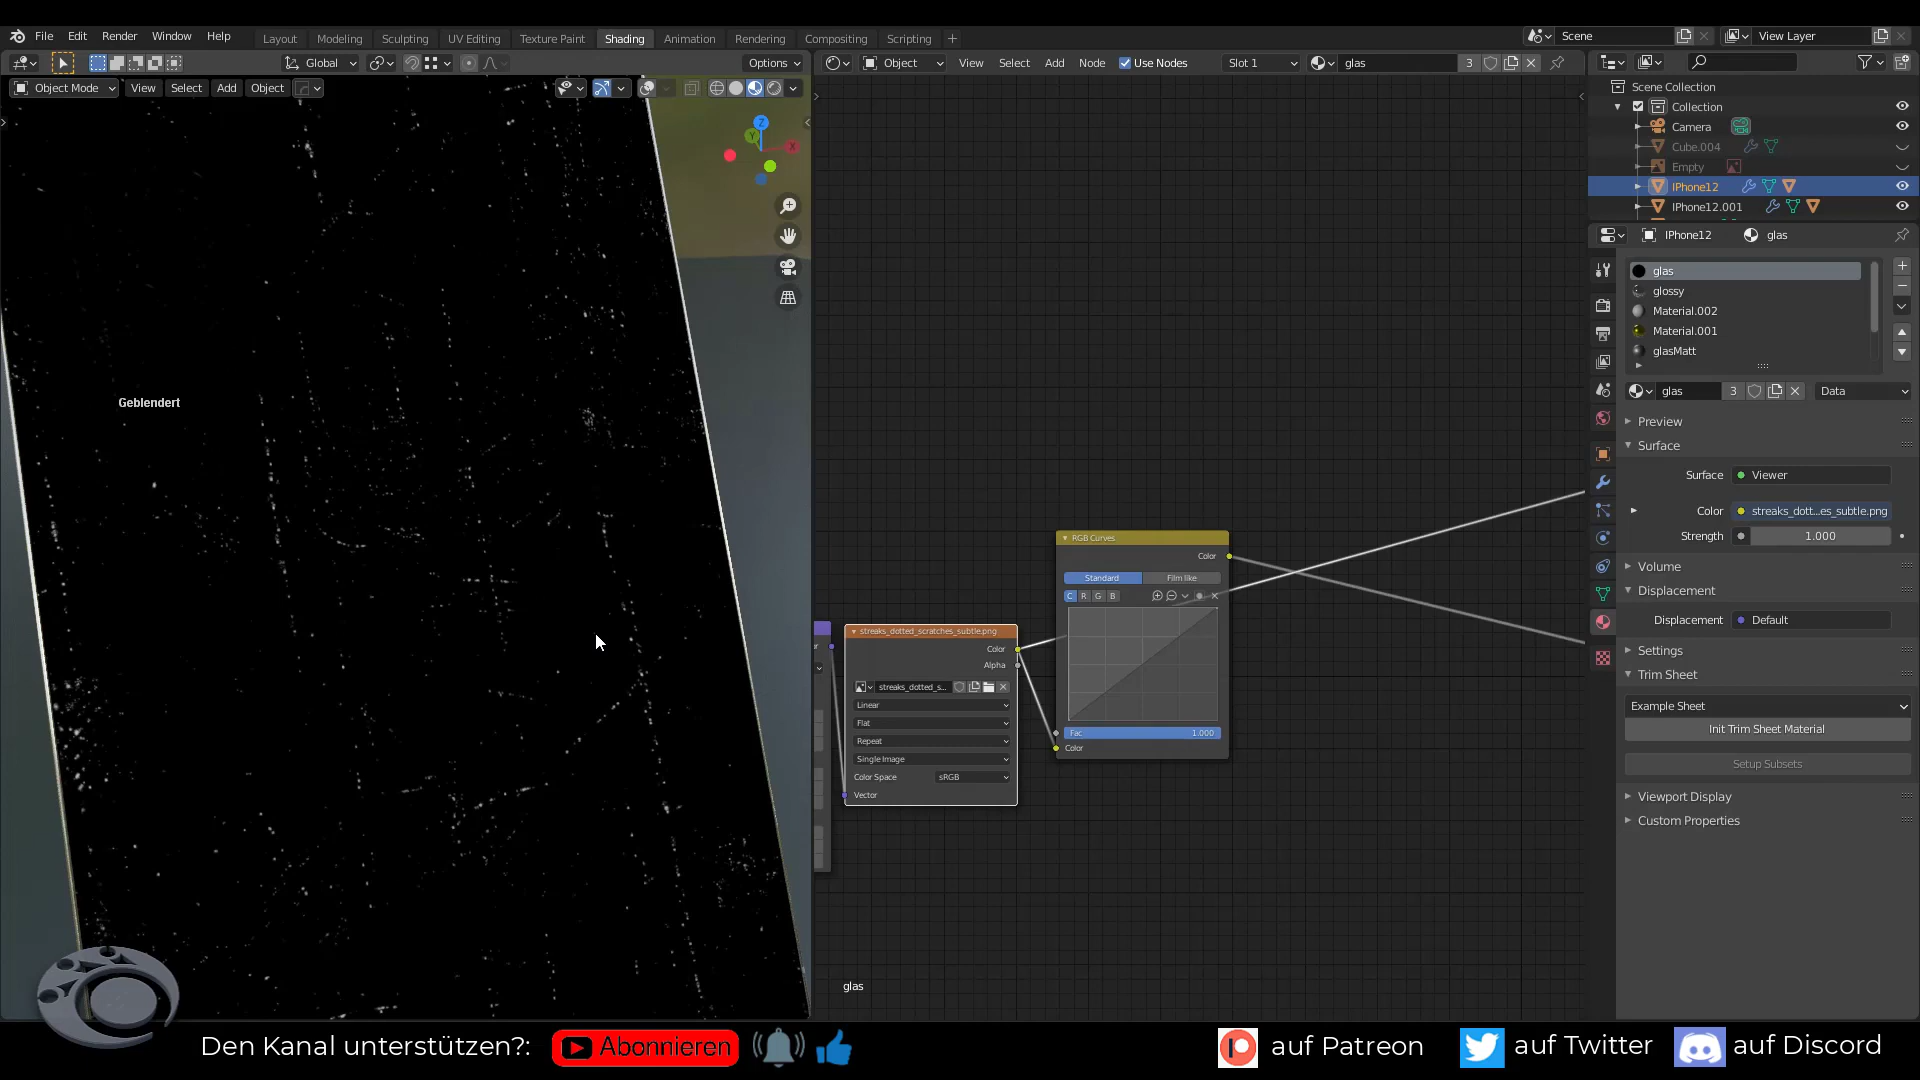 File Edit Render Window Help
Layout Modeling Sculpting UV Editing Texture Paint Shading Animation Rendering Compositing Scripting
Scene View Layer
Global Options
Object View Select Add Node Use Nodes Slot 1 glas 3
Object Mode View Select Add Object
Z
Y
X
Scene Collection
Collection
Camera
Cube.004
Empty
IPhone12
IPhone12.001
IPhone12 glas
glas
glossy
Material.002
Material.001
glasMatt
glas 3 Data
Preview
Surface
Surface Viewer
Color streaks_dott...es_subtle.png
Strength 1.000
Volume
Displacement
Displacement Default
Settings
Trim Sheet
Example Sheet
Init Trim Sheet Material
Setup Subsets
Viewport Display
Custom Properties
Geblendert
RGB Curves
Color
Standard Film like
C R G B
Fac 1.000
Color
streaks_dotted_scratches_subtle.png
Color
Alpha
streaks_dotted_s...
Linear
Flat
Repeat
Single Image
Color Space sRGB
Vector
glas
Den Kanal unterstützen?: Abonnieren auf Patreon auf Twitter auf Discord